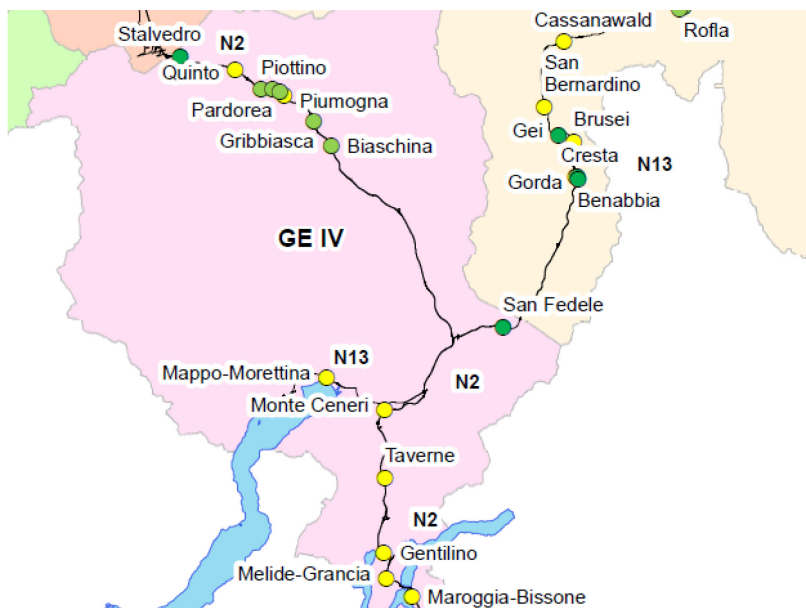 Cassanawald
Rofla
Stalvedro
N2
San
Bernardino
Quinto
Piottino
Pardorea
Piumogna
Gei
Brusei
Gribbiasca
Biaschina
Cresta
N13
Gorda
Benabbia
GE IV
San Fedele
N13
Mappo-Morettina
N2
Monte Ceneri
Taverne
N2
Gentilino
Melide-Grancia
Maroggia-Bissone